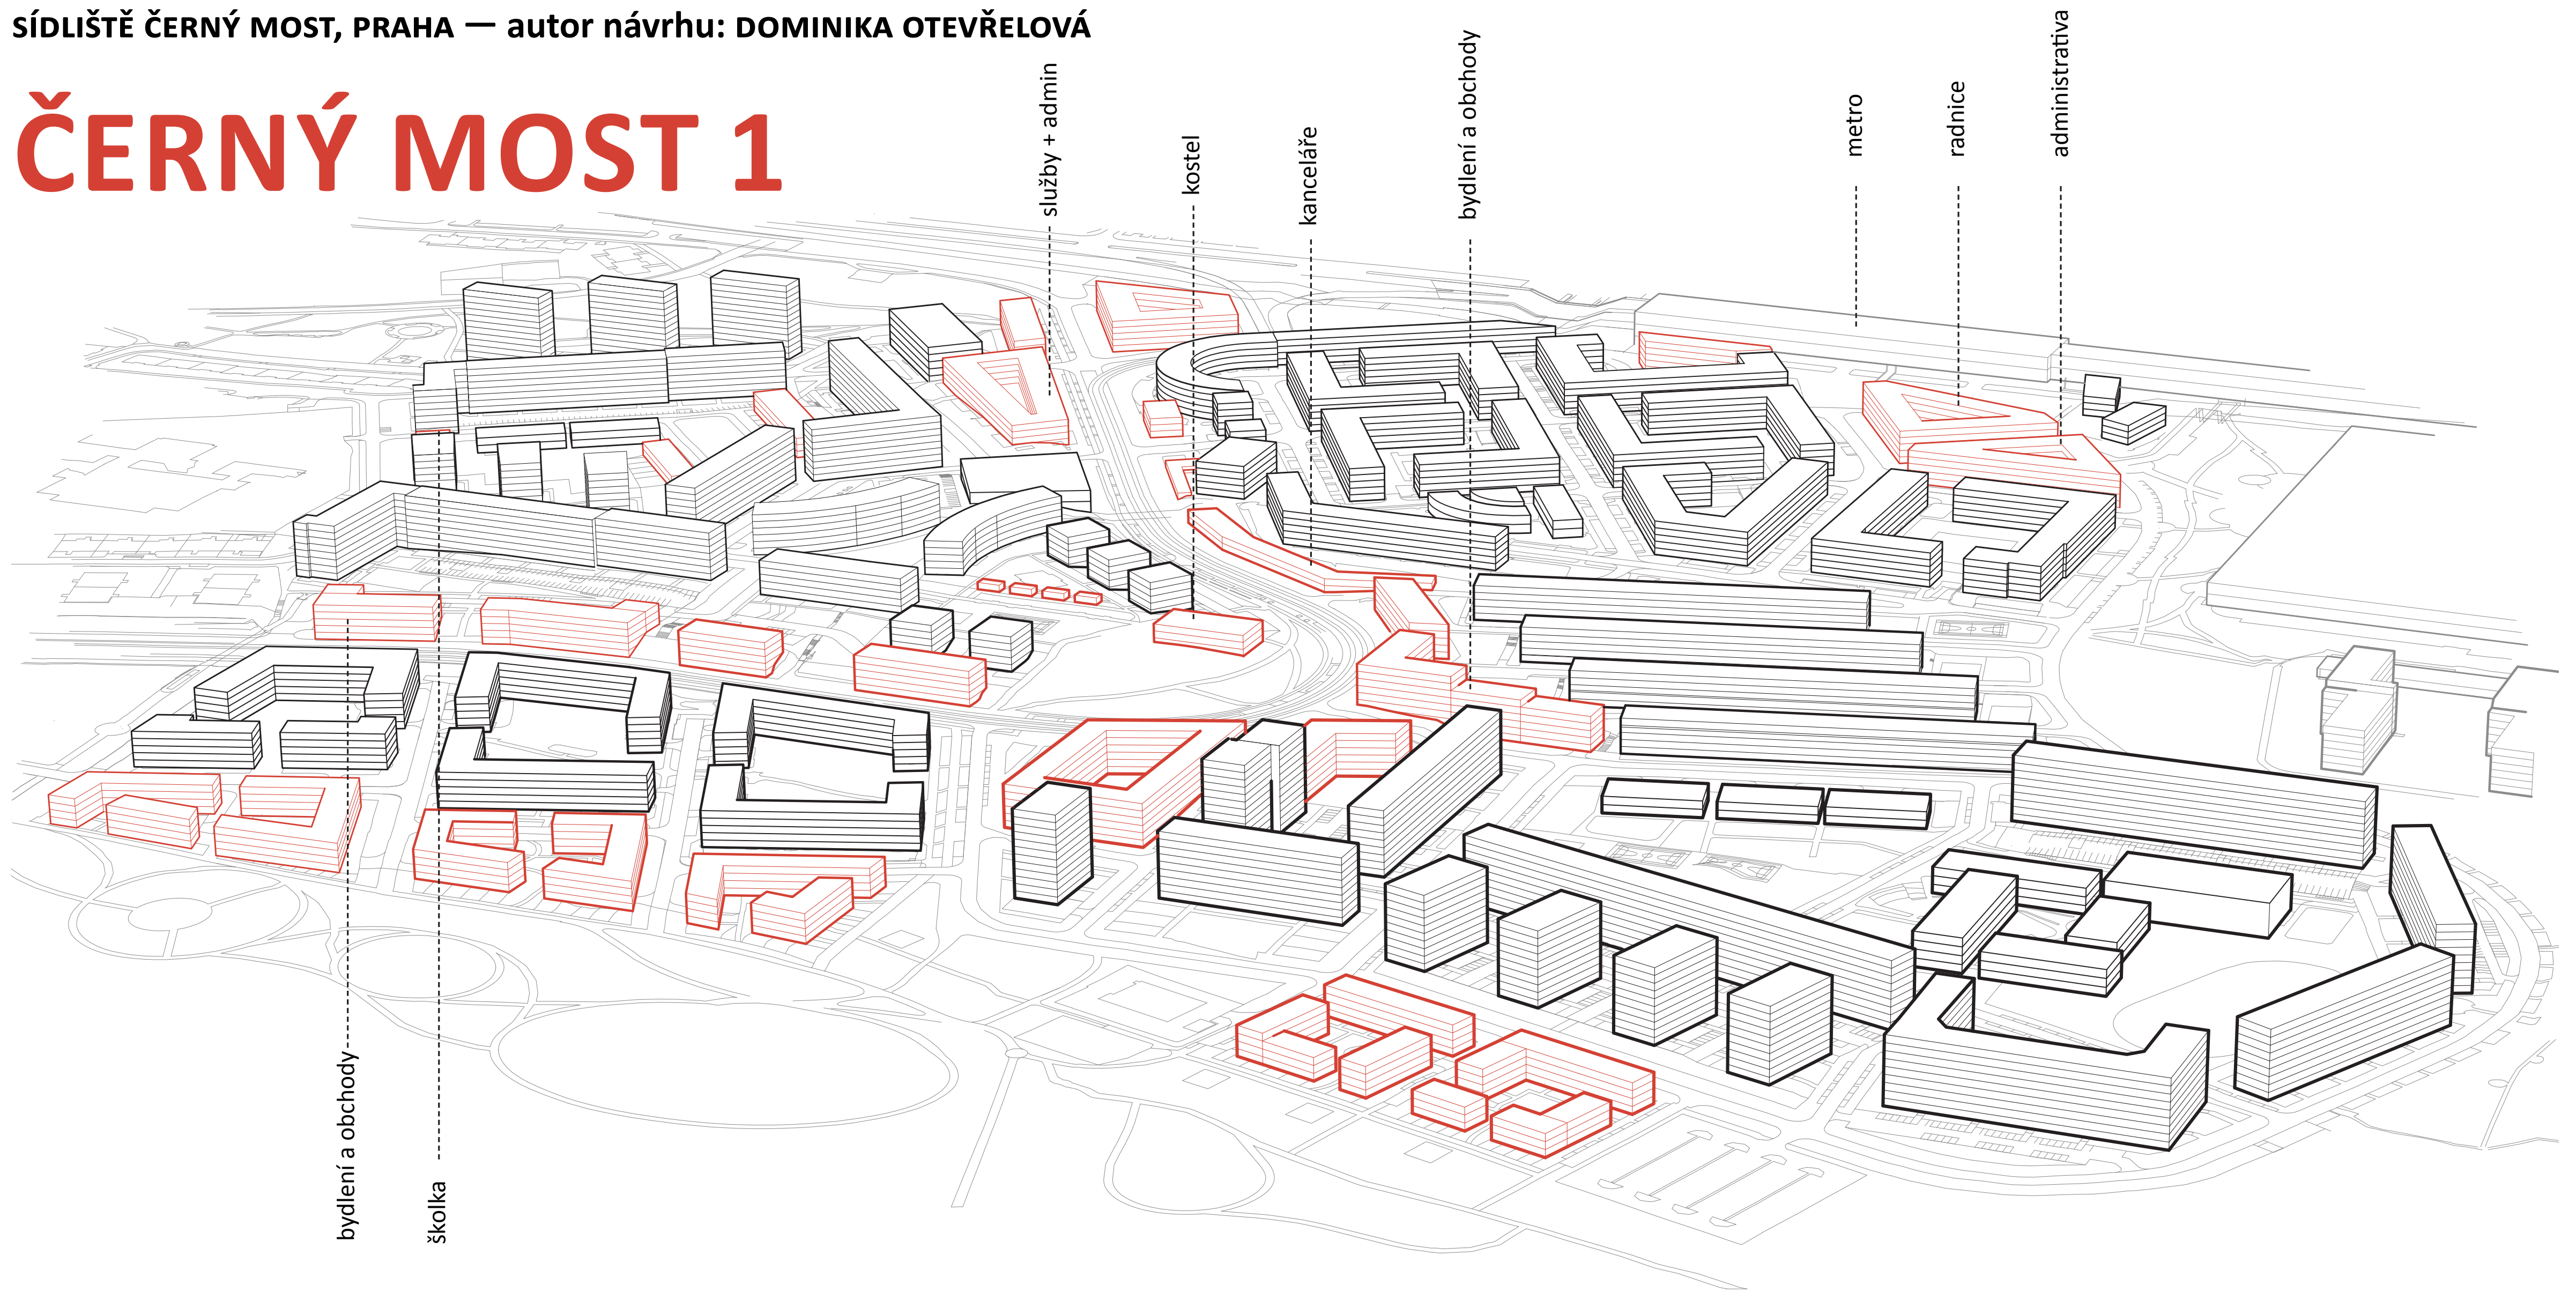 SÍDLIŠTĚ ČERNÝ MOST, PRAHA — autor návrhu: DOMINIKA OTEVŘELOVÁ
ČERNÝ MOST 1
služby + admin
kostel
kanceláře
bydlení a obchody
metro
radnice
administrativa
bydlení a obchody
školka